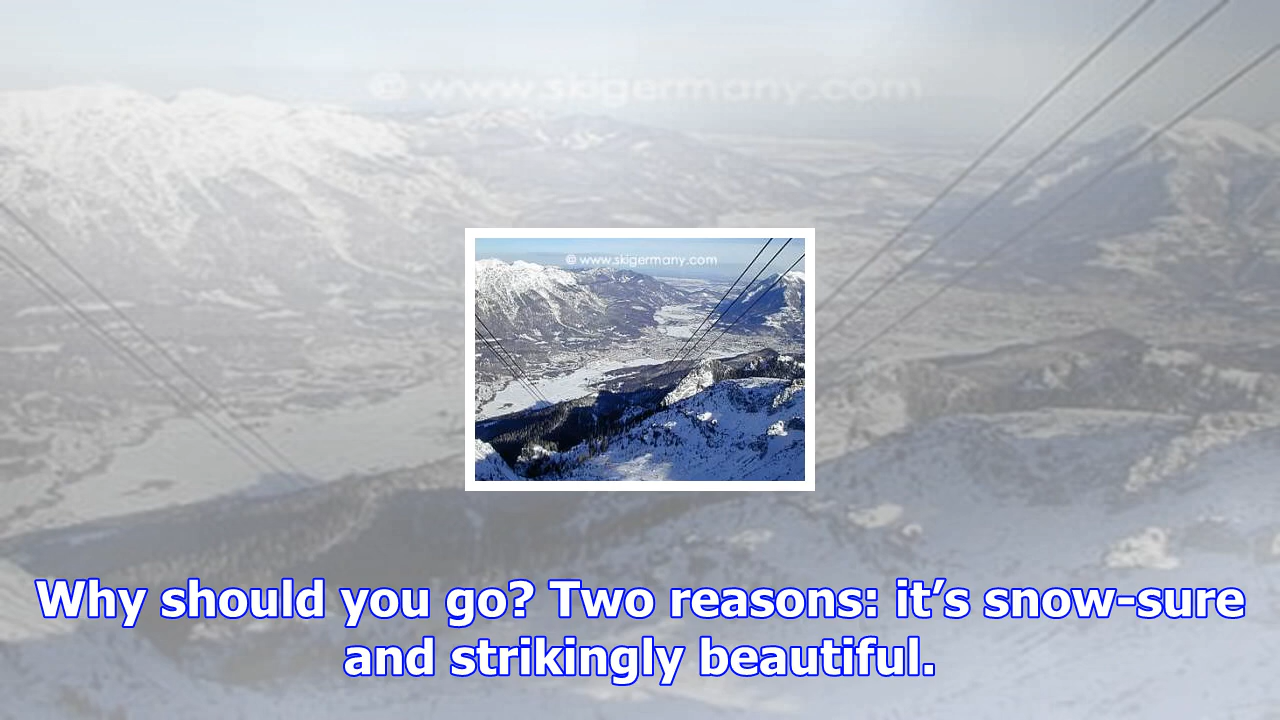 © www.skigermany.com
© www.skigermany.com
Why should you go? Two reasons: it’s snow-sure
and strikingly beautiful.